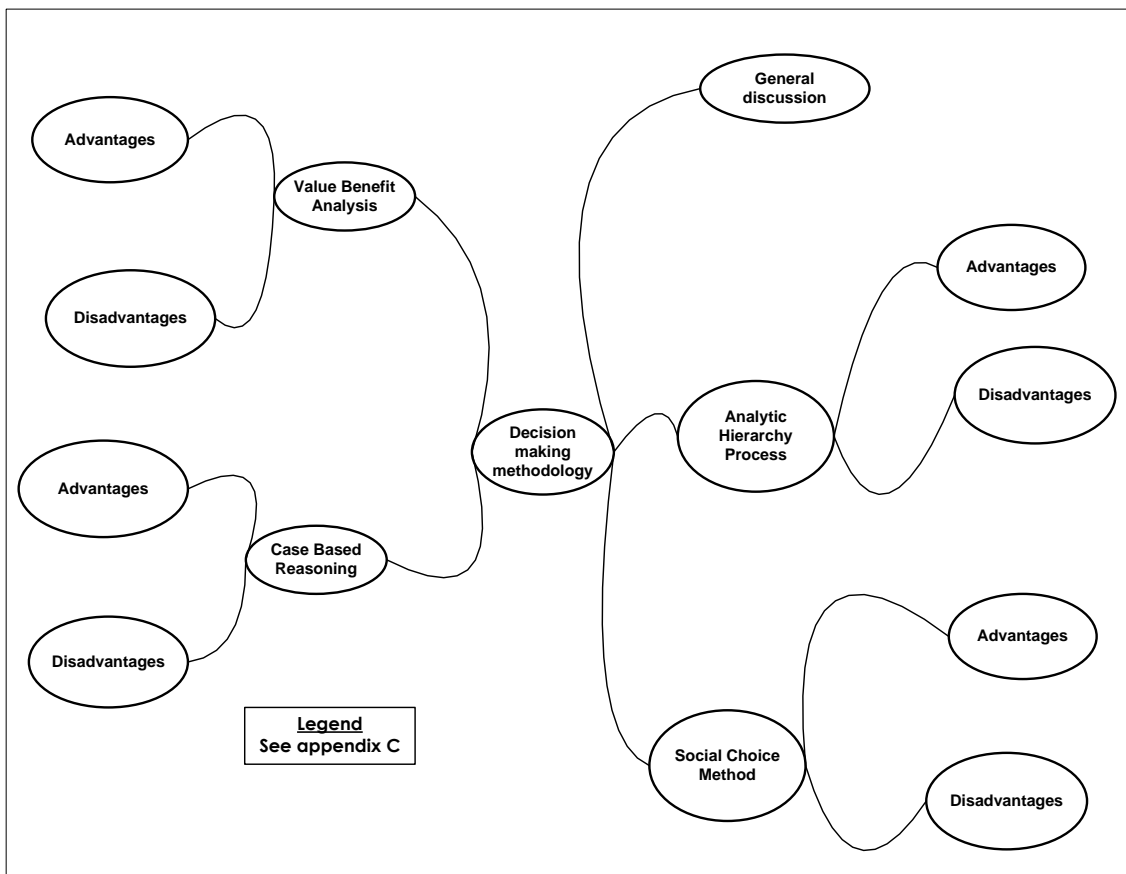 General
discussion
Advantages
Value Benefit
Analysis
Disadvantages
Advantages
Disadvantages
Decision
making
methodology
Analytic
Hierarchy
Process
Advantages
Case Based
Reasoning
Disadvantages
Advantages
Legend
See appendix C
Social Choice
Method
Disadvantages